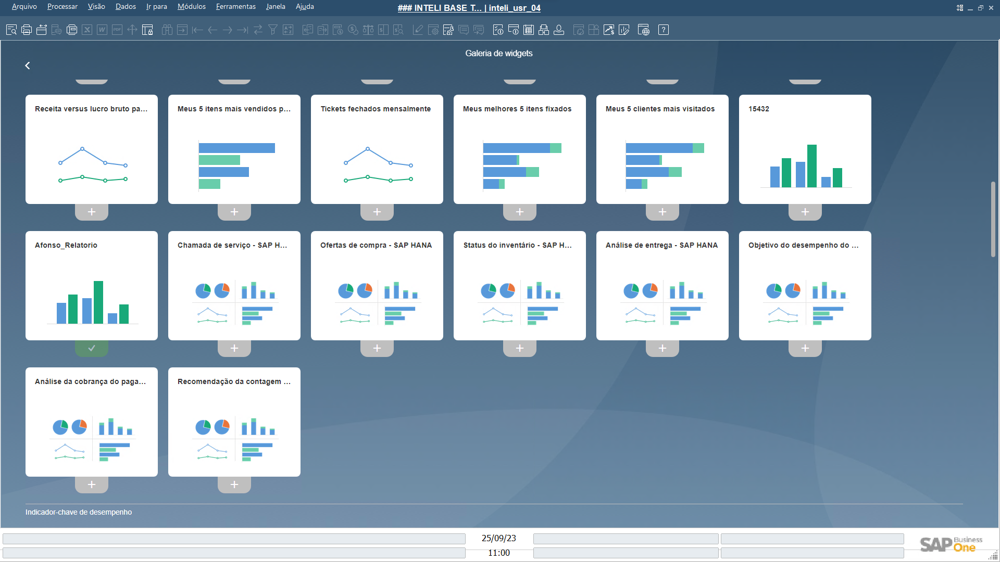 Arquivo Processar Visão Dados Ir para Módulos Ferramentas Janela Ajuda
### INTELI BASE T... | inteli_usr_04
Galeria de widgets
Receita versus lucro bruto pa...
Meus 5 itens mais vendidos p...
Tickets fechados mensalmente
Meus melhores 5 itens fixados
Meus 5 clientes mais visitados
15432
Afonso_Relatorio
Chamada de serviço - SAP H...
Ofertas de compra - SAP HANA
Status do inventário - SAP H...
Análise de entrega - SAP HANA
Objetivo do desempenho do ...
Análise da cobrança do paga...
Recomendação da contagem ...
Indicador-chave de desempenho
25/09/23
11:00
SAP Business One